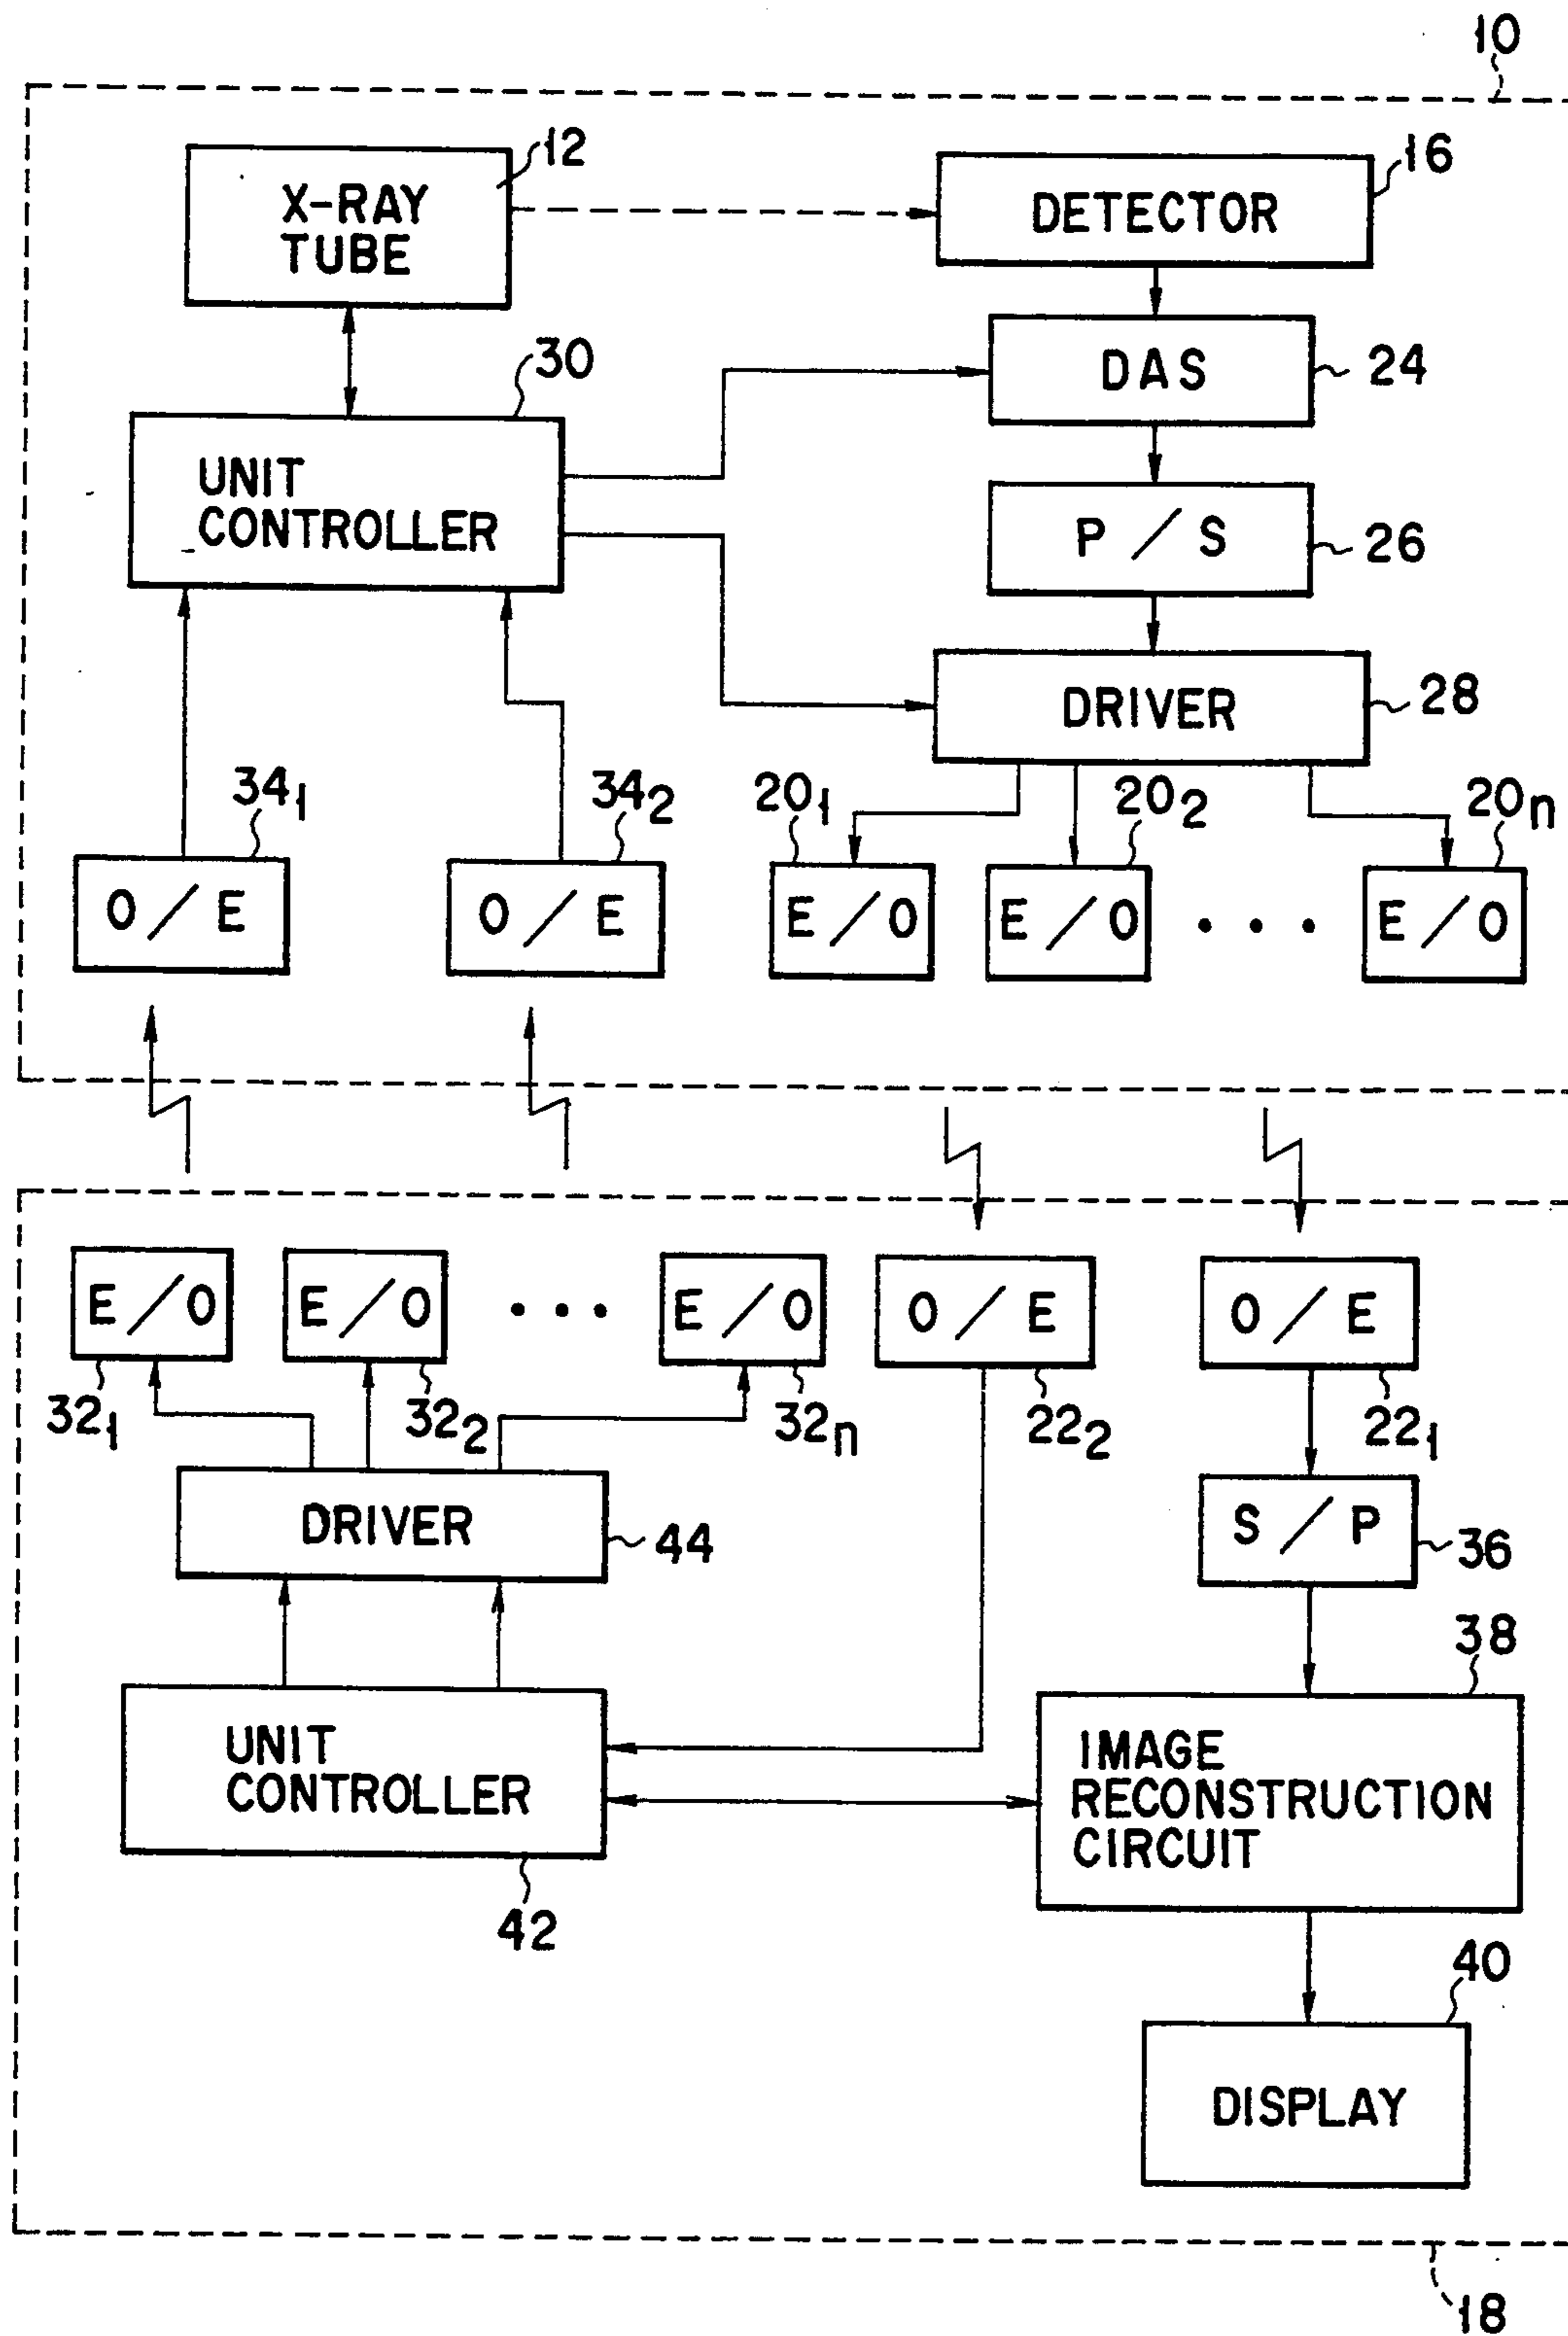 10
12
X-RAY
TUBE
16
DETECTOR
30
DAS
24
UNIT
CONTROLLER
P / S
26
DRIVER
28
34₁
34₂
20₁
20₂
20n
O / E
O / E
E / O
E / O
• • •
E / O
E / O
E / O
• • •
E / O
O / E
O / E
32₁
32₂
32n
22₂
22₁
DRIVER
44
S / P
36
38
UNIT
CONTROLLER
42
IMAGE
RECONSTRUCTION
CIRCUIT
40
DISPLAY
18